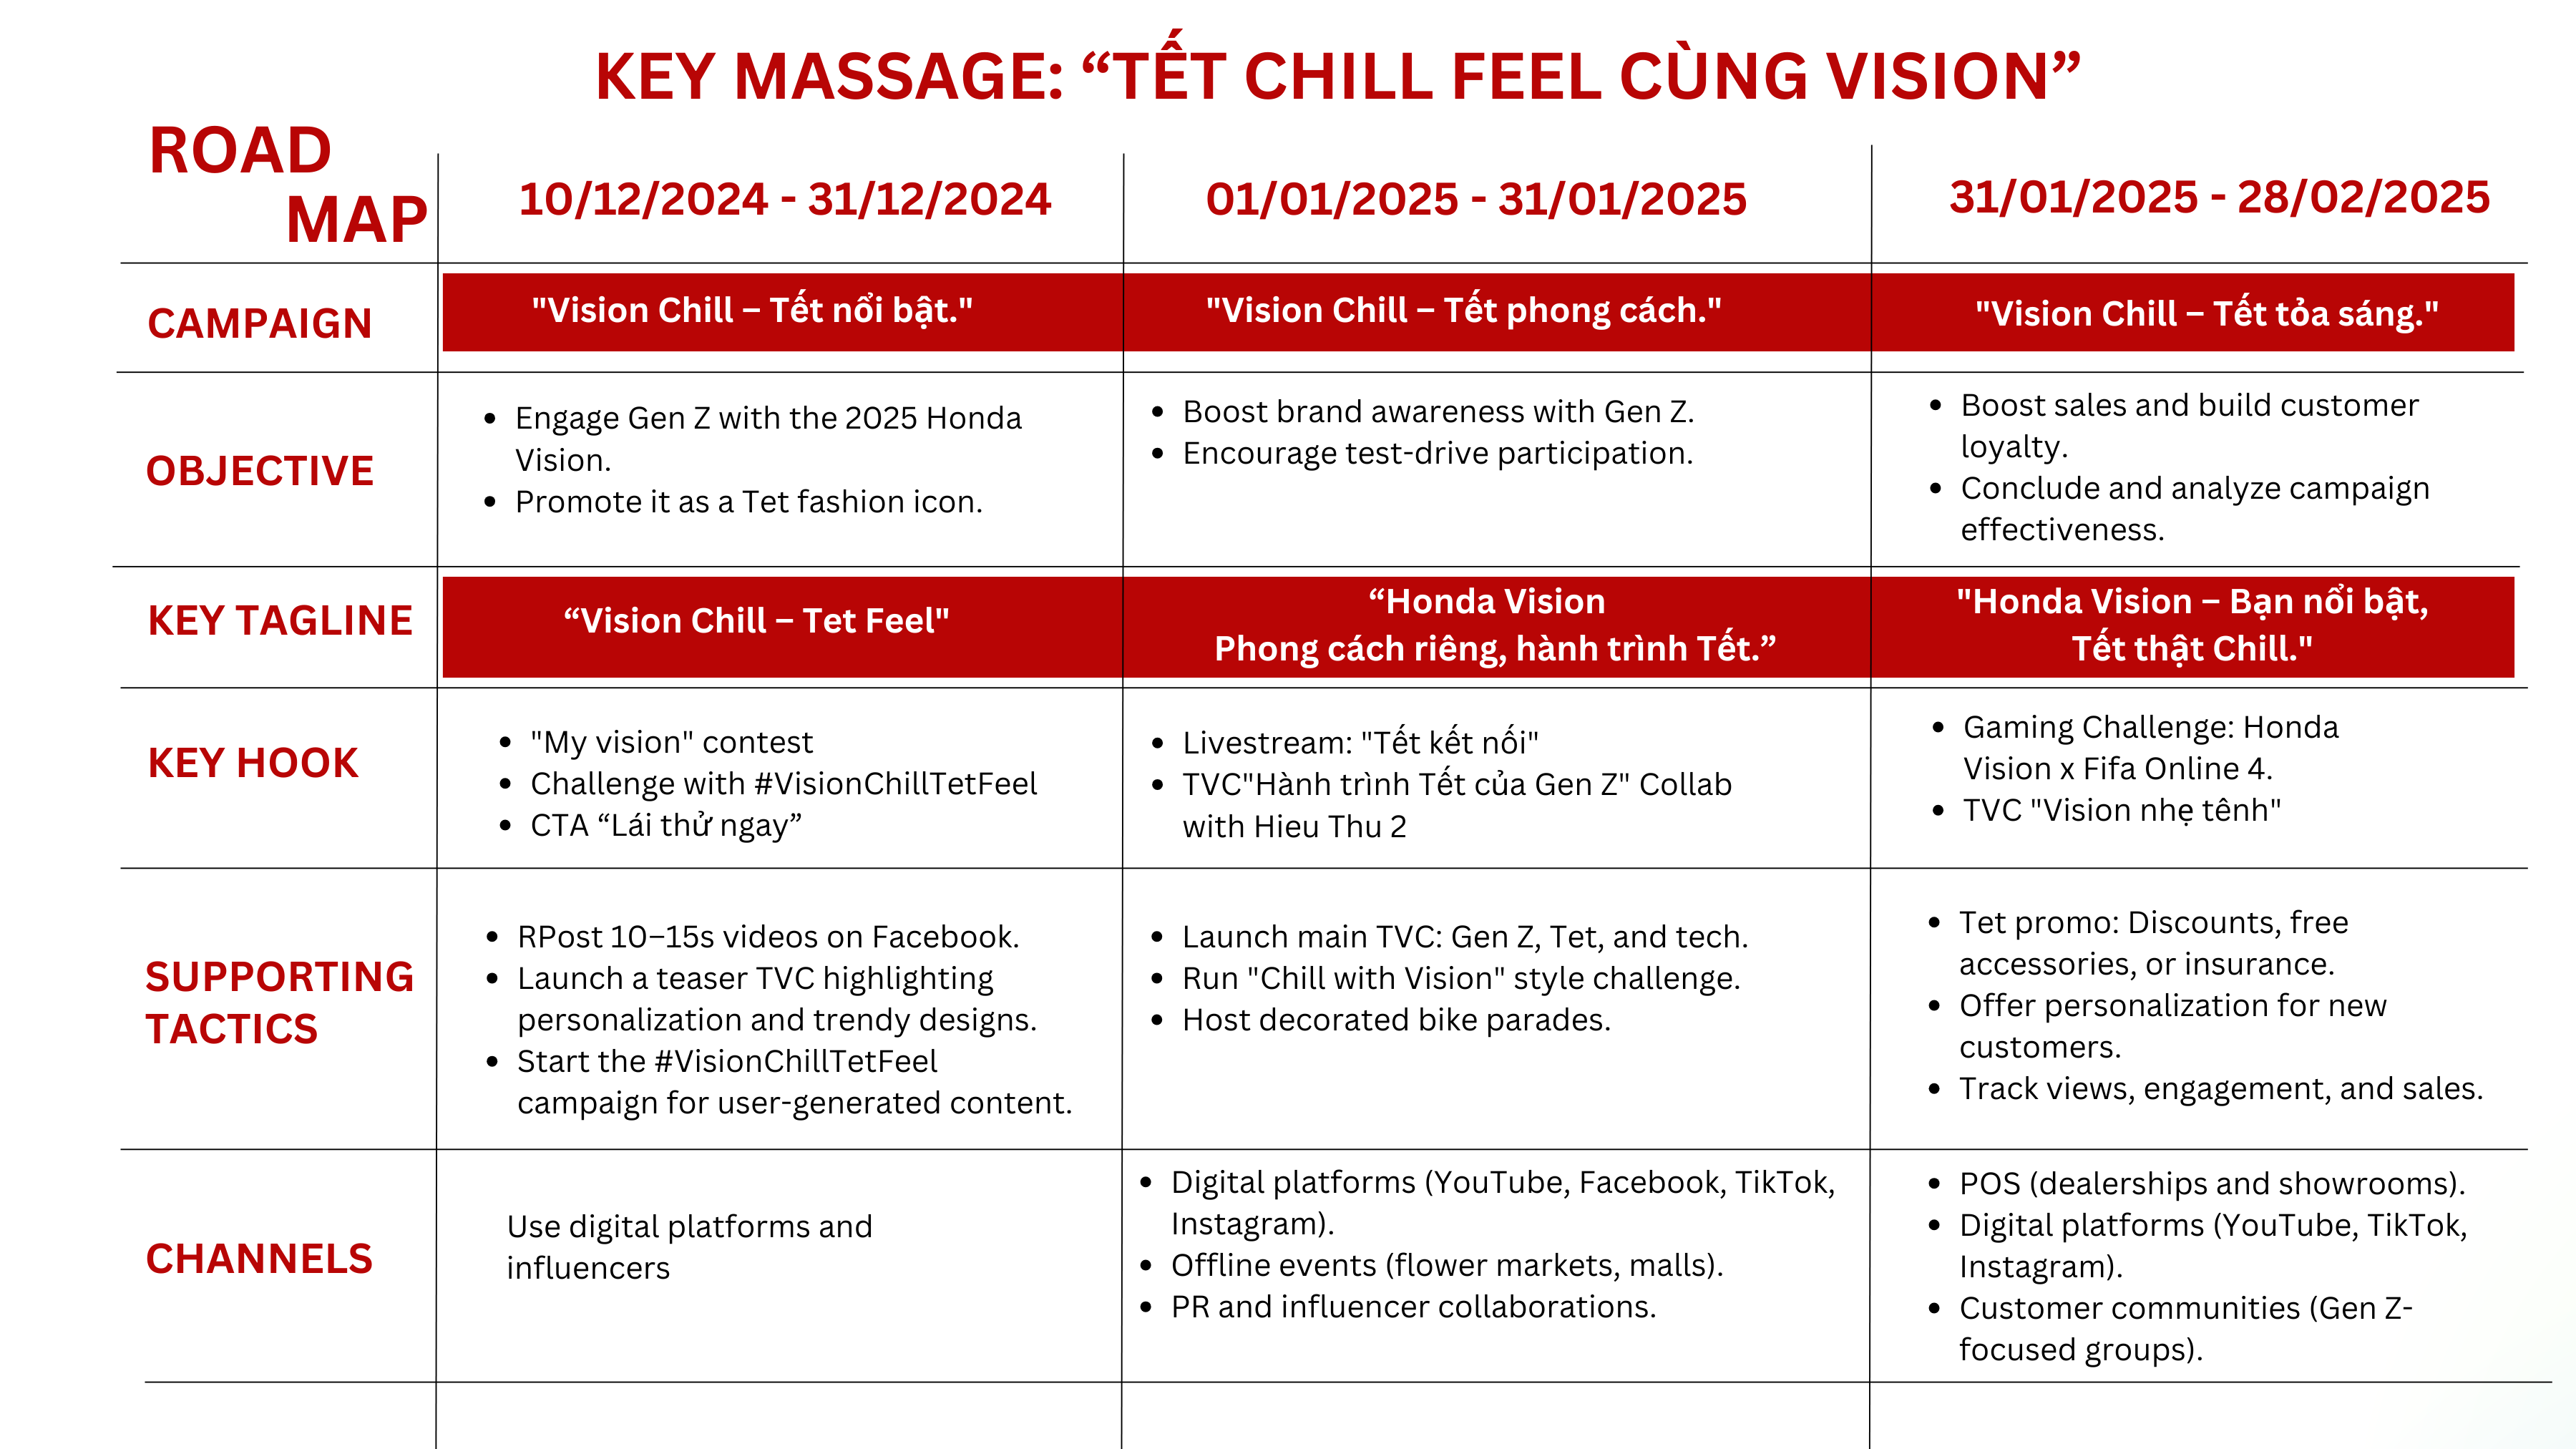 KEY MASSAGE: “TẾT CHILL FEEL CÙNG VISION”
ROAD
MAP
10/12/2024 - 31/12/2024
01/01/2025 - 31/01/2025
31/01/2025 - 28/02/2025
CAMPAIGN
"Vision Chill – Tết nổi bật."
"Vision Chill – Tết phong cách."
"Vision Chill – Tết tỏa sáng."
OBJECTIVE
• Engage Gen Z with the 2025 Honda
Vision.
• Promote it as a Tet fashion icon.
• Boost brand awareness with Gen Z.
• Encourage test-drive participation.
• Boost sales and build customer
loyalty.
• Conclude and analyze campaign
effectiveness.
KEY TAGLINE
“Vision Chill – Tet Feel"
“Honda Vision
Phong cách riêng, hành trình Tết.”
"Honda Vision – Bạn nổi bật,
Tết thật Chill."
KEY HOOK
• "My vision" contest
• Challenge with #VisionChillTetFeel
• CTA “Lái thử ngay”
• Livestream: "Tết kết nối"
• TVC"Hành trình Tết của Gen Z" Collab
with Hieu Thu 2
• Gaming Challenge: Honda
Vision x Fifa Online 4.
• TVC "Vision nhẹ tênh"
SUPPORTING
TACTICS
• RPost 10–15s videos on Facebook.
• Launch a teaser TVC highlighting
personalization and trendy designs.
• Start the #VisionChillTetFeel
campaign for user-generated content.
• Launch main TVC: Gen Z, Tet, and tech.
• Run "Chill with Vision" style challenge.
• Host decorated bike parades.
• Tet promo: Discounts, free
accessories, or insurance.
• Offer personalization for new
customers.
• Track views, engagement, and sales.
CHANNELS
Use digital platforms and
influencers
• Digital platforms (YouTube, Facebook, TikTok,
Instagram).
• Offline events (flower markets, malls).
• PR and influencer collaborations.
• POS (dealerships and showrooms).
• Digital platforms (YouTube, TikTok,
Instagram).
• Customer communities (Gen Z-
focused groups).